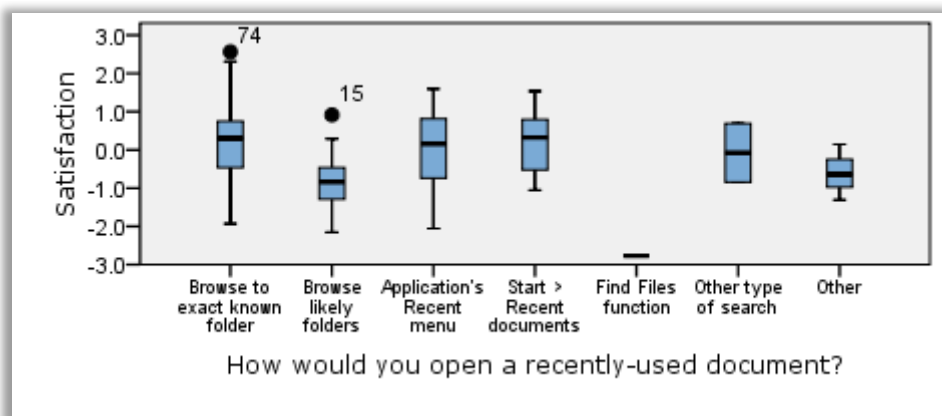 74
15
3.0
2.0
1.0
0.0
-1.0
-2.0
-3.0
Satisfaction
Browse to
exact known
folder
Browse
likely
folders
Application's
Recent
menu
Start >
Recent
documents
Find Files
function
Other type
of search
Other
How would you open a recently-used document?